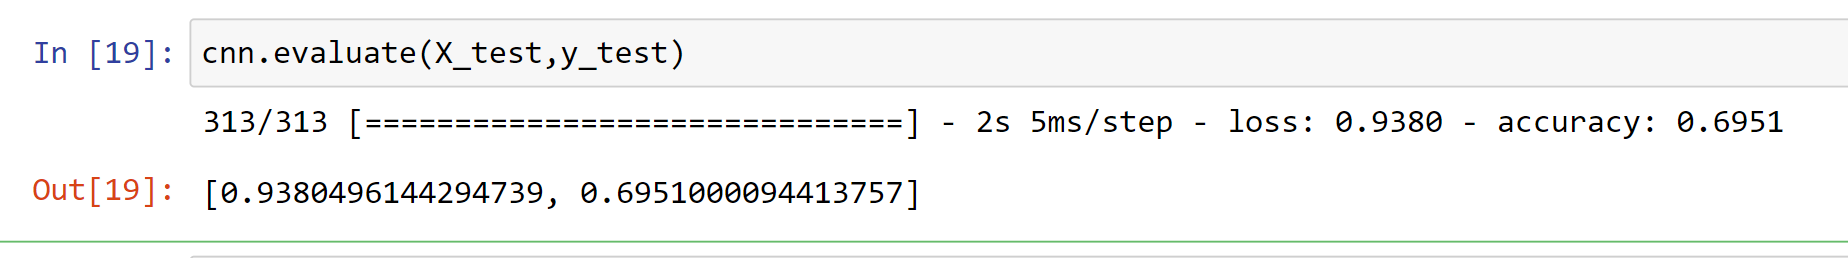 In [19]: cnn.evaluate(X_test,y_test)
313/313 [==============================] - 2s 5ms/step - loss: 0.9380 - accuracy: 0.6951
Out[19]: [0.9380496144294739, 0.6951000094413757]